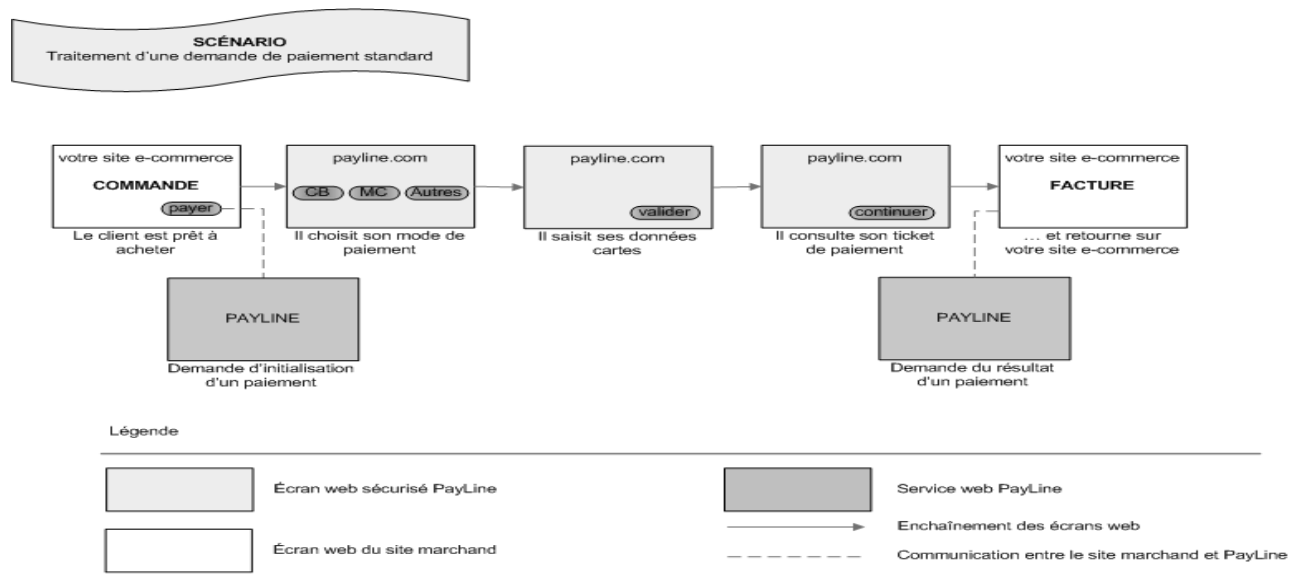 SCÉNARIO
Traitement d'une demande de paiement standard
votre site e-commerce
COMMANDE
payer
Le client est prêt à
acheter
payline.com
CB MC Autres
Il choisit son mode de
paiement
payline.com
valider
Il saisit ses données
cartes
payline.com
continuer
Il consulte son ticket
de paiement
votre site e-commerce
FACTURE
… et retourne sur
votre site e-commerce
PAYLINE
Demande d'initialisation
d'un paiement
PAYLINE
Demande du résultat
d'un paiement
Légende
Écran web sécurisé PayLine
Écran web du site marchand
Service web PayLine
Enchaînement des écrans web
Communication entre le site marchand et PayLine